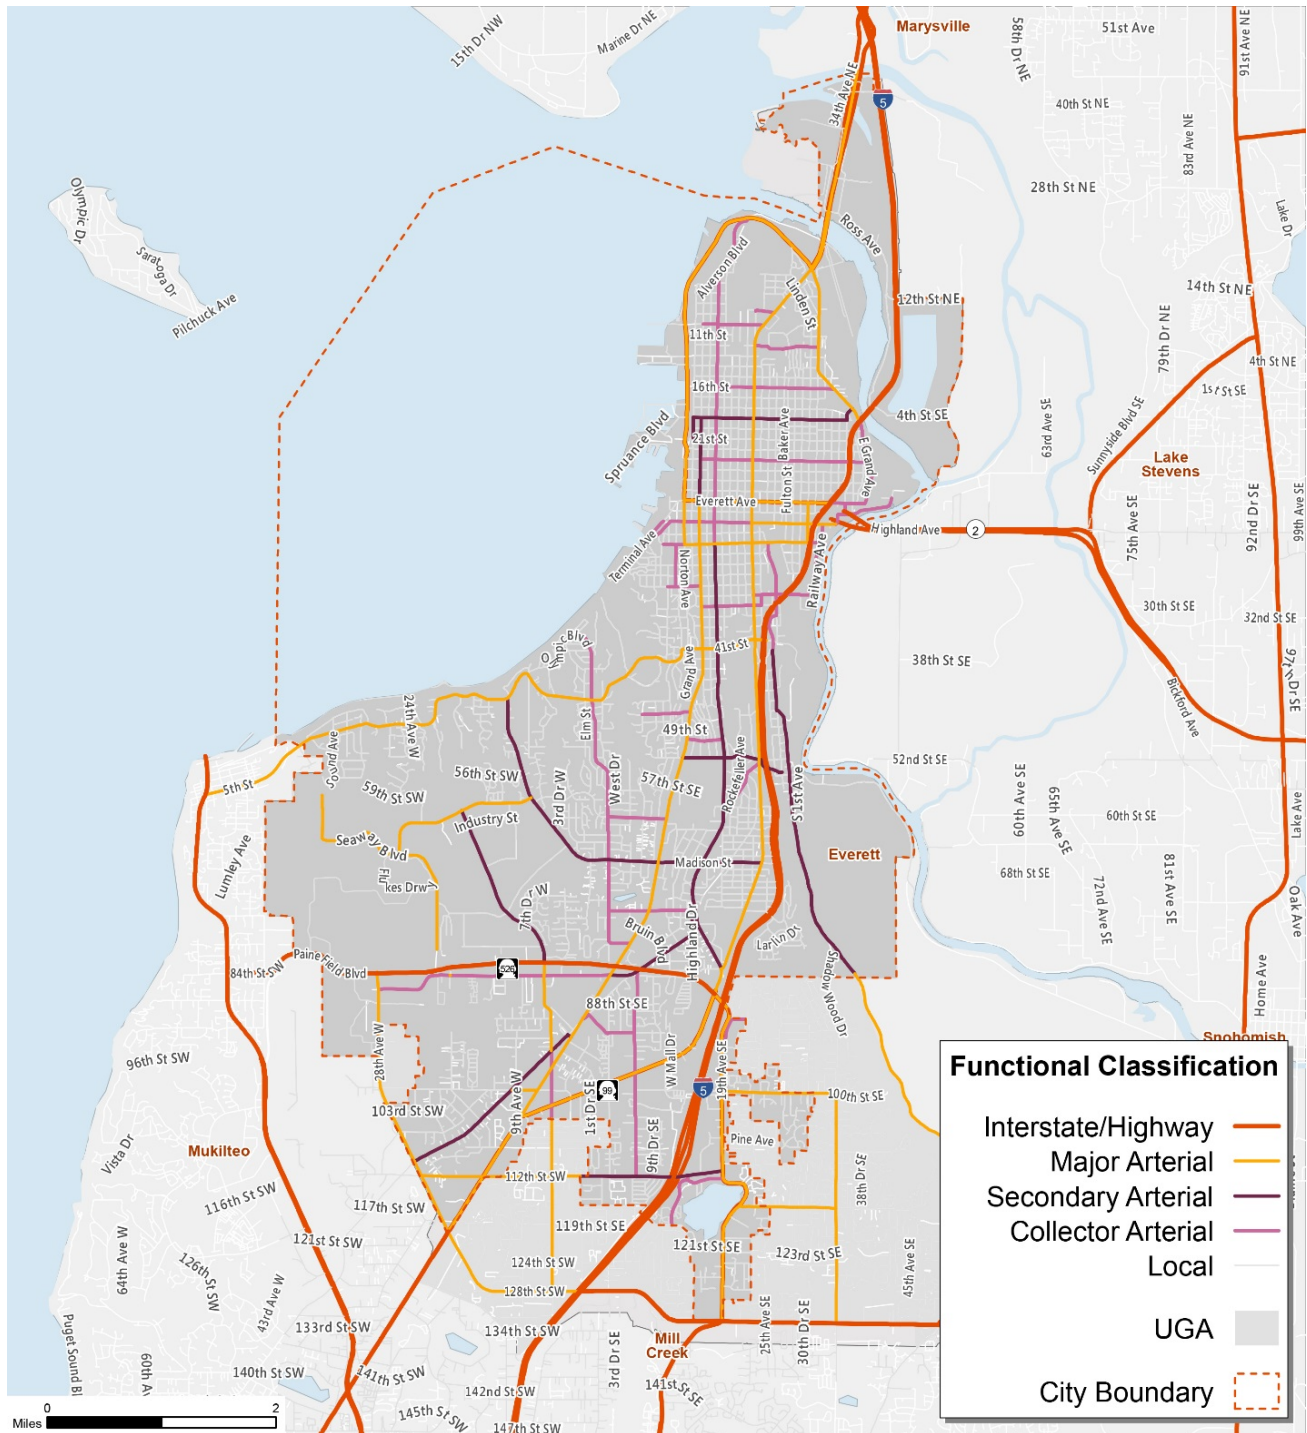 Marysville
51st Ave
58th Dr NE
91st Ave NE
15th Dr NW
Marine Dr NE
34th Ave NE
5
40th St NE
83rd Ave NE
28th St NE
Olympic Dr
Saratoga Dr
Pilchuck Ave
Ross Ave
Lake Dr
Alverson Blvd
Linden St
12th St NE
14th St NE
11th St
79th Dr NE
4th St NE
16th St
1st St SE
Spruance Blvd
21st St
Baker Ave
4th St SE
63rd Ave SE
Sunnyside Blvd SE
Lake
Stevens
E Grand Ave
Fulton St
Everett Ave
92nd Dr SE
99th Ave SE
75th Ave SE
Highland Ave
2
Terminal Ave
Norton Ave
Railway Ave
30th St SE
32nd St SE
Olympic Blvd
41st St
38th St SE
Grand Ave
97th Dr SE
Bickford Ave
24th Ave W
Elm St
49th St
Sound Ave
5th St
59th St SW
56th St SW
3rd Dr W
West Dr
57th St SE
Rockefeller Ave
S 1st Ave
52nd St SE
60th Ave SE
65th Ave SE
60th St SE
Lake Ave
Industry St
Seaway Blvd
Flukes Drwy
Madison St
Everett
68th St SE
72nd Ave SE
81st Ave SE
Oak Ave
Lumley Ave
7th Dr W
Bruin Blvd
Highland Dr
Larlin Dr
Shadow Wood Dr
84th St SW
Paine Field Blvd
526
88th St SE
Home Ave
Snohomish
96th St SW
28th Ave W
W Mall Dr
19th Ave SE
5
99
103rd St SW
9th Ave W
1st Dr SE
9th Dr SE
100th St SE
Pine Ave
Vista Dr
Mukilteo
116th St SW
117th St SW
112th St SW
38th Dr SE
119th St SE
121st St SW
121st St SE
123rd St SE
64th Ave W
126th St SW
124th St SW
45th Ave SE
43rd Ave W
128th St SW
133rd St SW
134th St SW
Mill
Creek
25th Ave SE
30th Dr SE
Puget Sound Bl
60th Av
140th St SW
141th St SW
3rd Dr SE
142nd St SW
141st St SE
145th St SW
147th St SW
Functional Classification
Interstate/Highway
Major Arterial
Secondary Arterial
Collector Arterial
Local
UGA
City Boundary
0 2
Miles